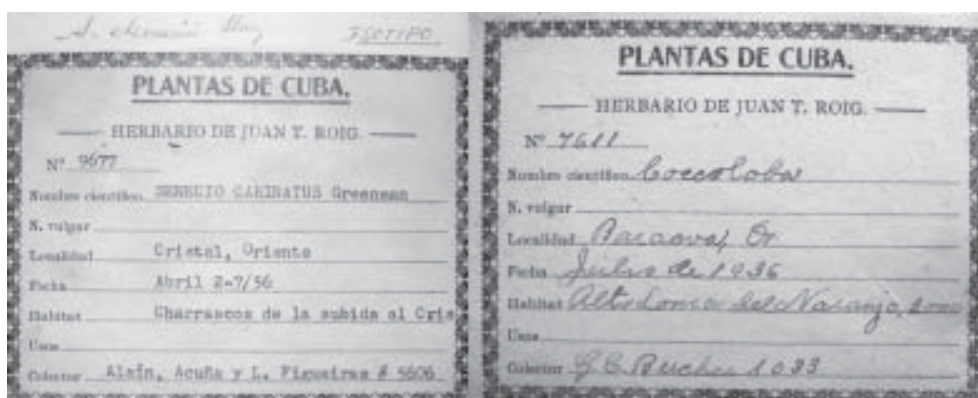 ISOTIPO
PLANTAS DE CUBA.
HERBARIO DE JUAN T. ROIG.
Nº 9677
Nombre científico SENECIO CARINATUS Greenman
N. vulgar
Localidad Cristal, Oriente
Fecha Abril 2-7/56
Habitat Charrascos de la subida al Cris
Usos
Colector Alaín, Acuña y L. Figueiras # 5606
PLANTAS DE CUBA.
HERBARIO DE JUAN T. ROIG.
Nº 7611
Nombre científico Coccoloba
N. vulgar
Localidad Baracoa, Or
Fecha Julio de 1936
Habitat Alto Loma del Naranjo,
Usos
Colector G. C. Bucher 1033